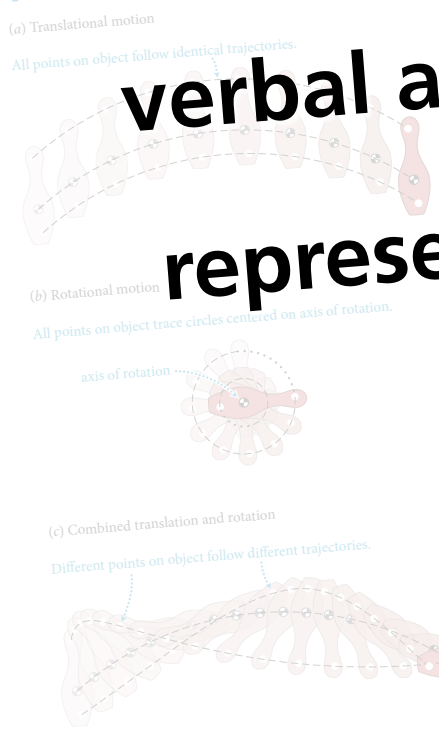 (a) Translational motion
All points on object follow identical trajectories.
verbal a
represe
(b) Rotational motion
All points on object trace circles centered on axis of rotation.
axis of rotation
(c) Combined translation and rotation
Different points on object follow different trajectories.